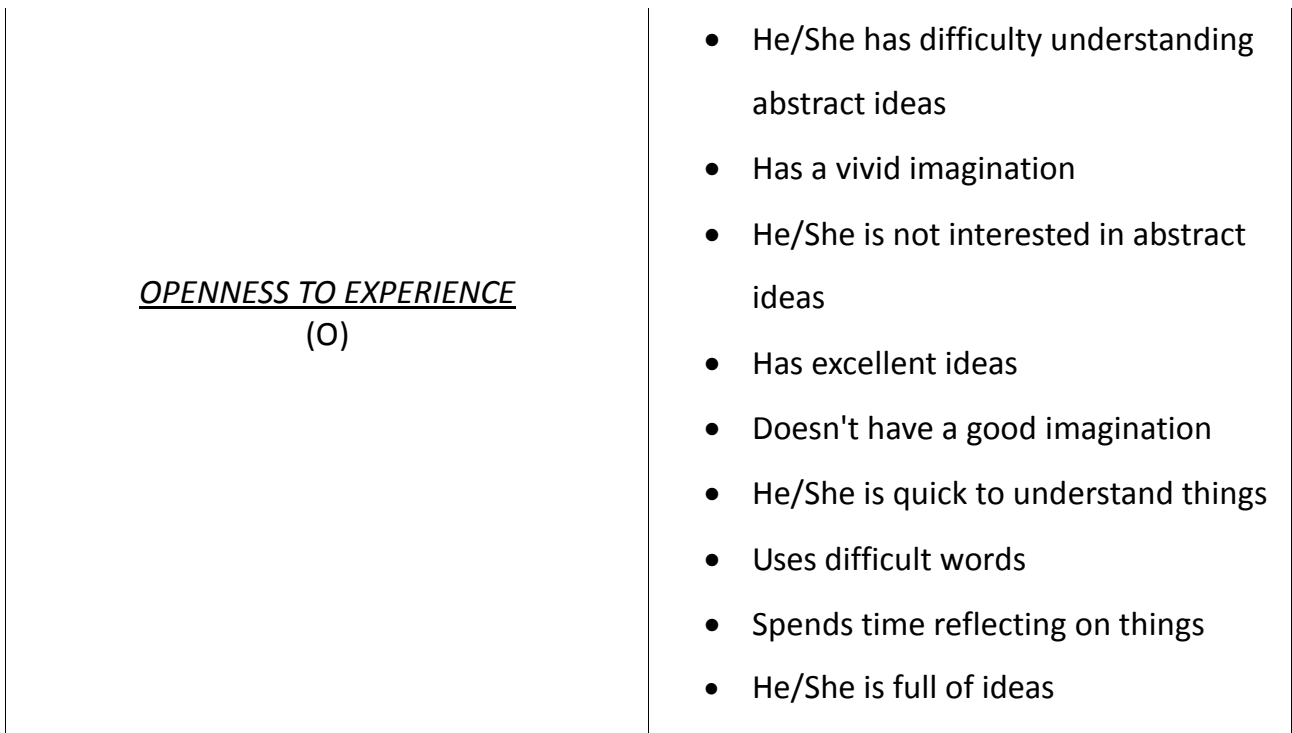 OPENNESS TO EXPERIENCE
(O)
• He/She has difficulty understanding
abstract ideas
• Has a vivid imagination
• He/She is not interested in abstract
ideas
• Has excellent ideas
• Doesn't have a good imagination
• He/She is quick to understand things
• Uses difficult words
• Spends time reflecting on things
• He/She is full of ideas